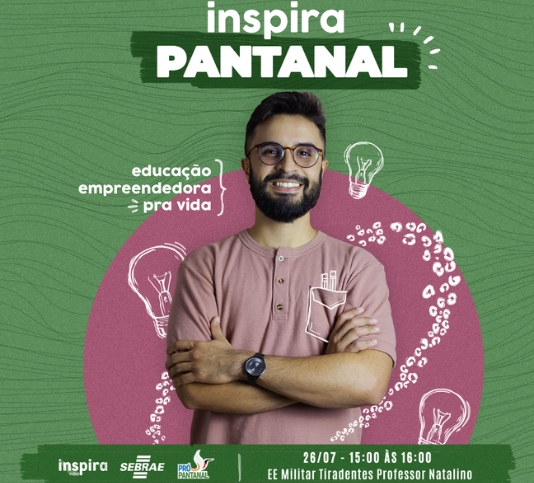 inspira
PANTANAL
educação
empreendedora
pra vida
inspira
SEBRAE
PRÓ
PANTANAL
26/07 - 15:00 ÀS 16:00
EE Militar Tiradentes Professor Natalino